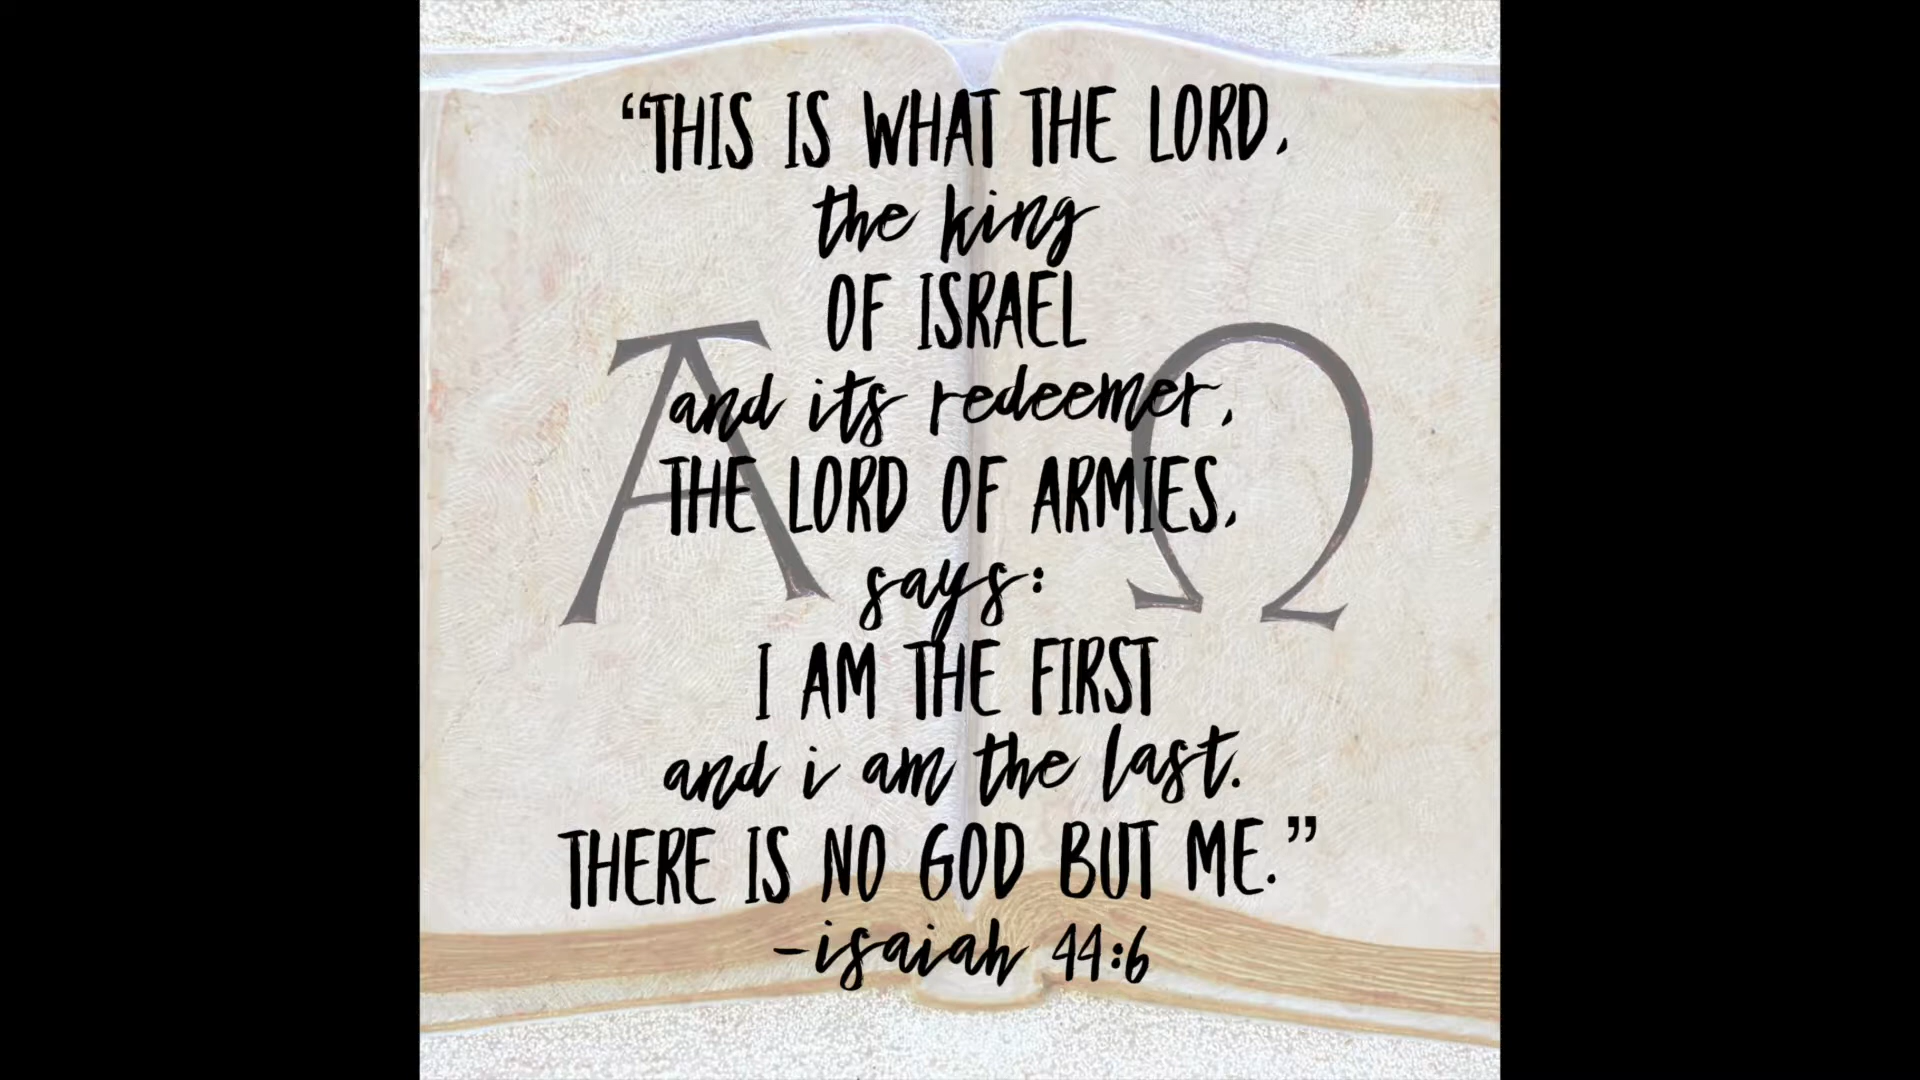 “THIS IS WHAT THE LORD,
the king
OF ISRAEL
and its redeemer,
THE LORD OF ARMIES,
says:
I AM THE FIRST
and i am the last.
THERE IS NO GOD BUT ME.”
-isaiah 44:6
Α Ω